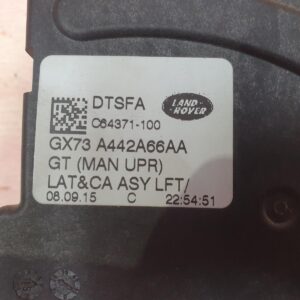 DTSFA
LAND-
-ROVER
C64371-100
GX73 A442A66AA
GT (MAN UPR)
LAT&CA ASY LFT/
08.09.15 C 22:54:51